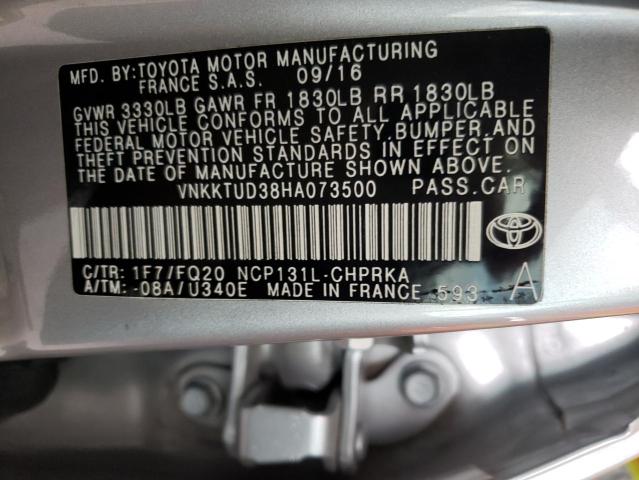 MFD. BY: TOYOTA MOTOR MANUFACTURING
FRANCE S.A.S. 09/16
GVWR 3330LB GAWR FR 1830LB RR 1830LB
THIS VEHICLE CONFORMS TO ALL APPLICABLE
FEDERAL MOTOR VEHICLE SAFETY, BUMPER, AND
THEFT PREVENTION STANDARDS IN EFFECT ON
THE DATE OF MANUFACTURE SHOWN ABOVE.
VNKKTUD38HA073500 PASS. CAR
C/TR: 1F7/FQ20 NCP131L-CHPRKA
A/TM: -08A/U340E MADE IN FRANCE 593 A